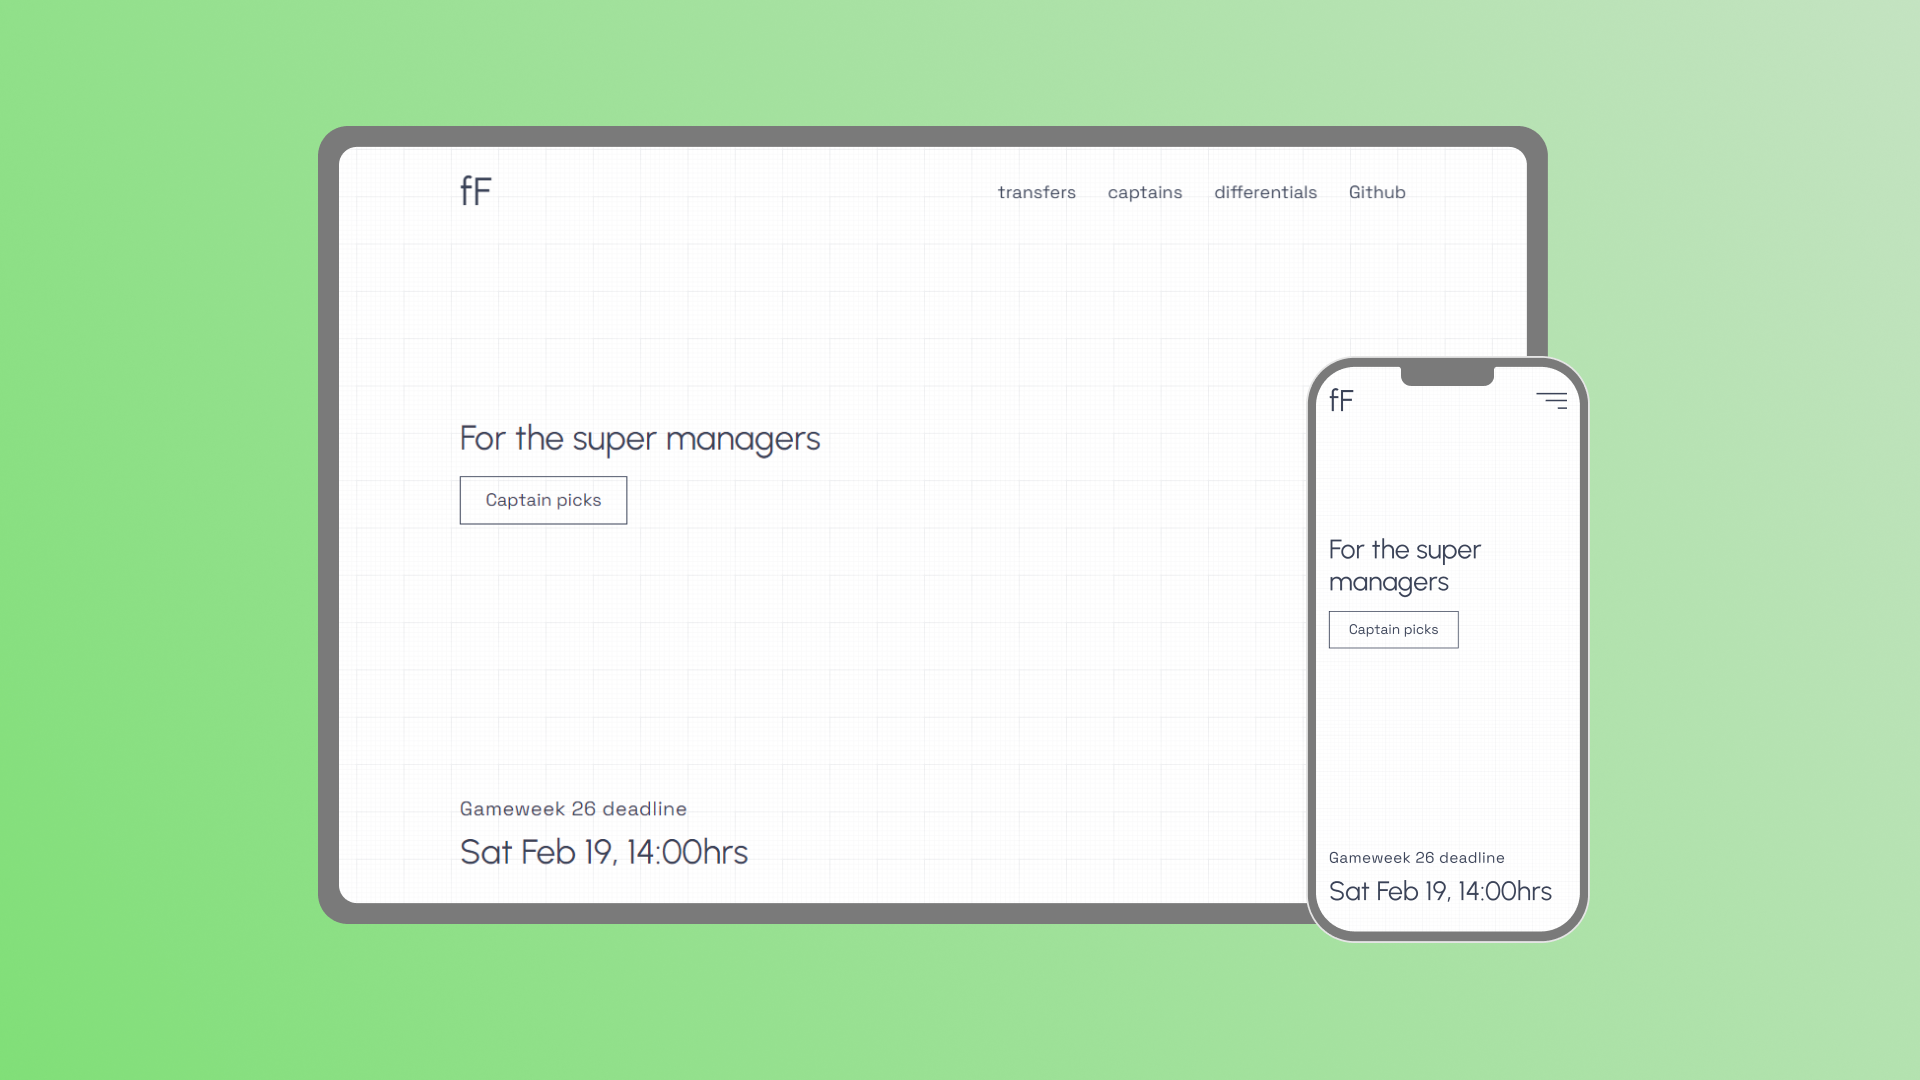 fF
transfers captains differentials Github
For the super managers
Captain picks
Gameweek 26 deadline
Sat Feb 19, 14:00hrs
fF
For the super
managers
Captain picks
Gameweek 26 deadline
Sat Feb 19, 14:00hrs